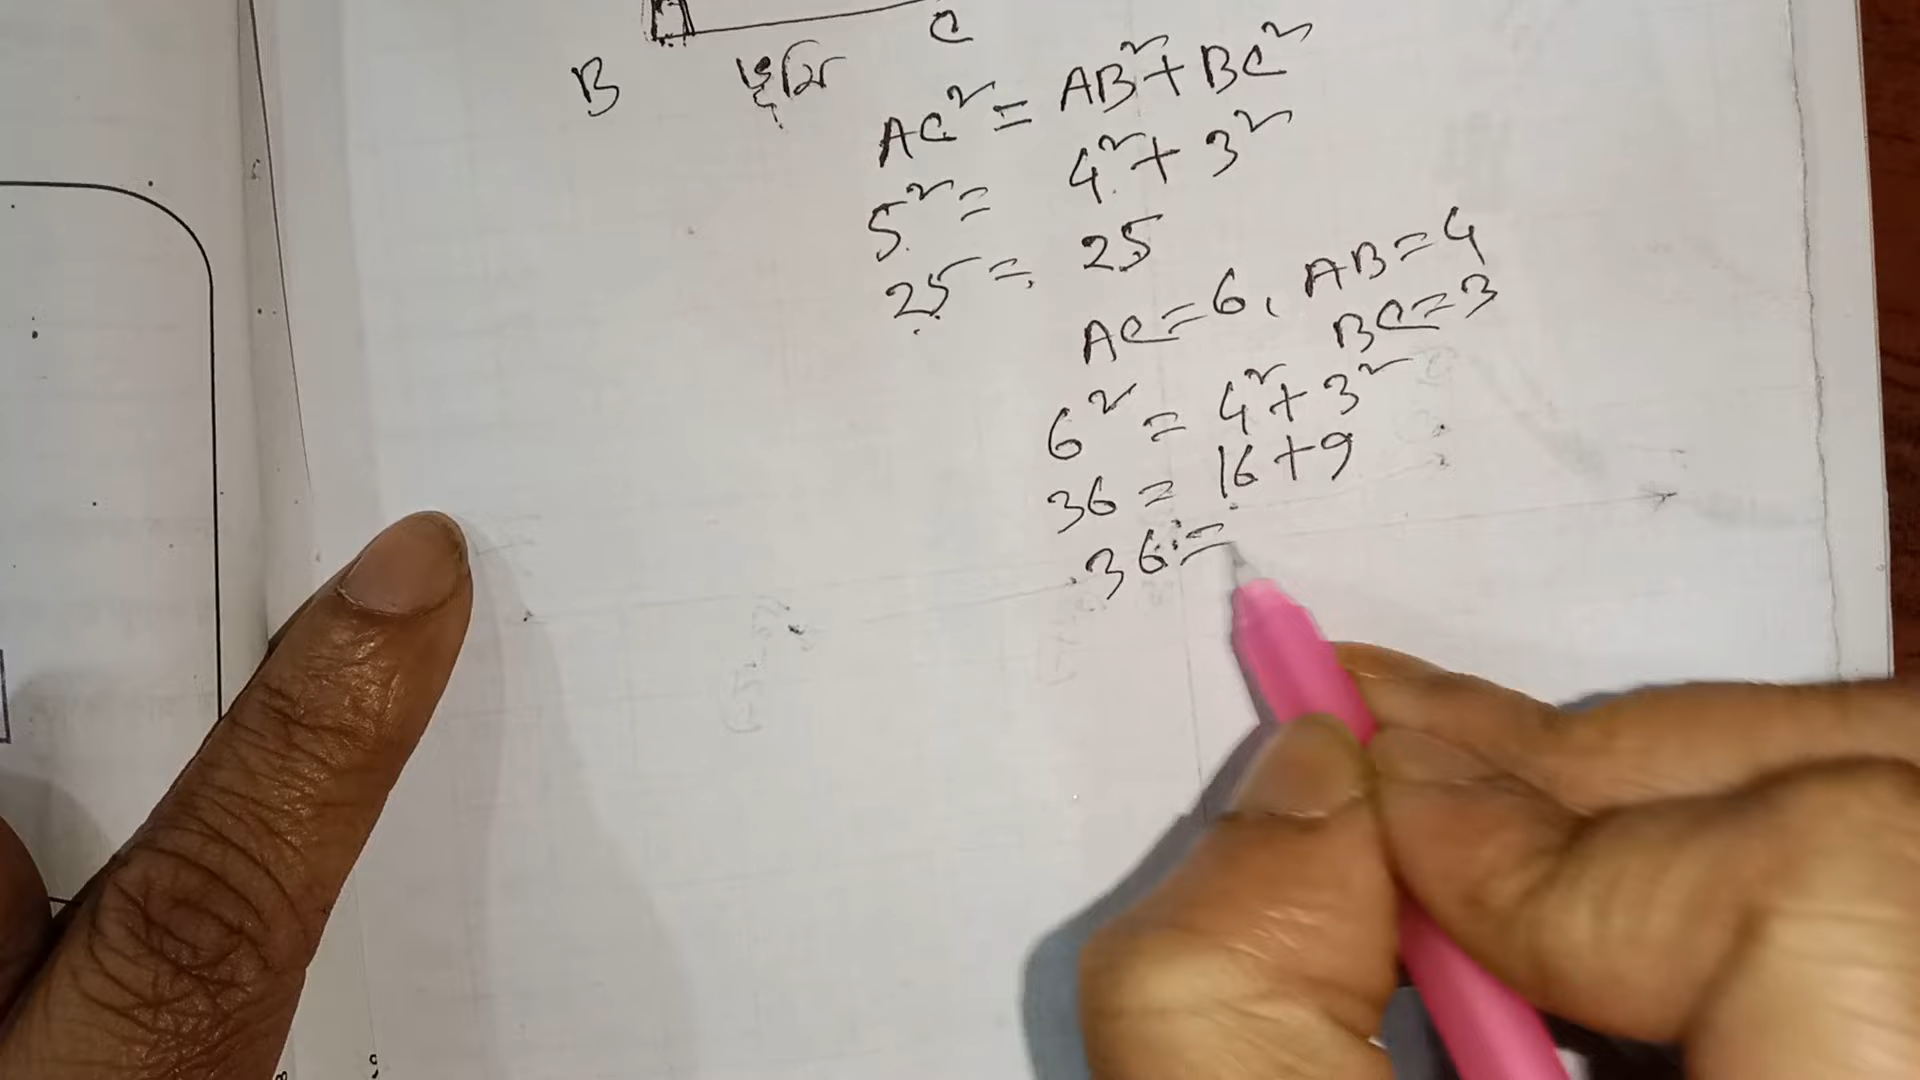 C
B
AC² = AB² + BC²
5² = 4² + 3²
25 = 25
AC = 6, AB = 4
BC = 3
6² = 4² + 3²
36 = 16 + 9
36 =